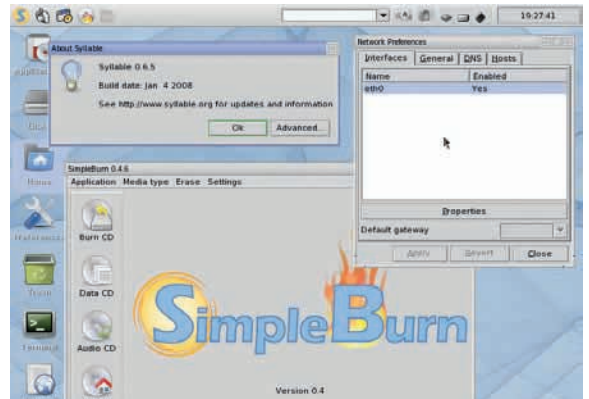 19:27:41
About Syllable
Syllable 0.6.5
Build date: Jan 4 2008
See http://www.syllable.org for updates and information
Ok
Advanced...
Network Preferences
Interfaces
General
DNS
Hosts
Name
Enabled
eth0
Yes
Properties
Default gateway
Apply
Revert
Close
Home
Preferences
Trash
Terminal
SimpleBurn 0.4.6
Application Media type Erase Settings
Burn CD
Data CD
Audio CD
SimpleBurn
Version 0.4